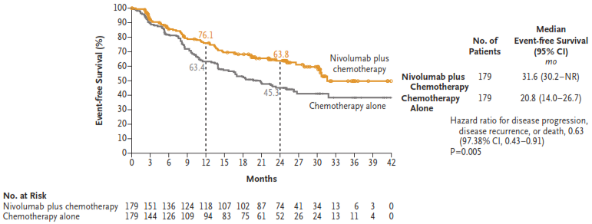 Event-free Survival (%)
100
90
80
70
60
50
40
30
20
10
0
76.1
63.4
63.8
45.3
Nivolumab plus
chemotherapy
Chemotherapy alone
0 3 6 9 12 15 18 21 24 27 30 33 36 39 42
Months
No. of
Patients
Median
Event-free Survival
(95% CI)
mo
Nivolumab plus
Chemotherapy
179 31.6 (30.2–NR)
Chemotherapy
Alone
179 20.8 (14.0–26.7)
Hazard ratio for disease progression,
disease recurrence, or death, 0.63
(97.38% CI, 0.43–0.91)
P=0.005
No. at Risk
Nivolumab plus chemotherapy 179 151 136 124 118 107 102 87 74 41 34 13 6 3 0
Chemotherapy alone 179 144 126 109 94 83 75 61 52 26 24 13 11 4 0